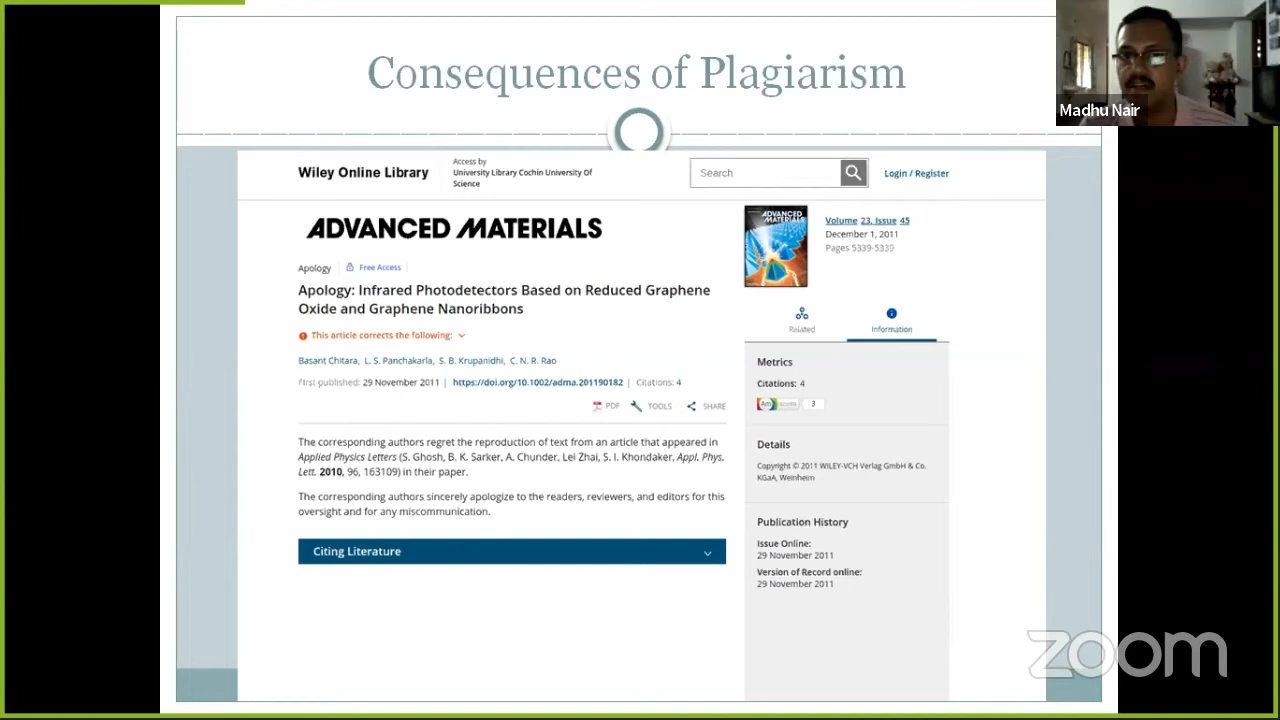 Consequences of Plagiarism
Madhu Nair
Wiley Online Library
Access by
University Library Cochin University Of
Science
Search
Login / Register
ADVANCED MATERIALS
ADVANCED
MATERIALS
Volume 23, Issue 45
December 1, 2011
Pages 5339-5339
Apology
Free Access
Apology: Infrared Photodetectors Based on Reduced Graphene
Oxide and Graphene Nanoribbons
This article corrects the following:
Basant Chitara, L. S. Panchakarla, S. B. Krupanidhi, C. N. R. Rao
First published: 29 November 2011 | https://doi.org/10.1002/adma.201190182 | Citations: 4
PDF TOOLS SHARE
The corresponding authors regret the reproduction of text from an article that appeared in
Applied Physics Letters (S. Ghosh, B. K. Sarker, A. Chunder, Lei Zhai, S. I. Khondaker, Appl. Phys.
Lett. 2010, 96, 163109) in their paper.
The corresponding authors sincerely apologize to the readers, reviewers, and editors for this
oversight and for any miscommunication.
Citing Literature
Related
Information
Metrics
Citations: 4
Am score 3
Details
Copyright © 2011 WILEY-VCH Verlag GmbH & Co.
KGaA, Weinheim
Publication History
Issue Online:
29 November 2011
Version of Record online:
29 November 2011
zoom